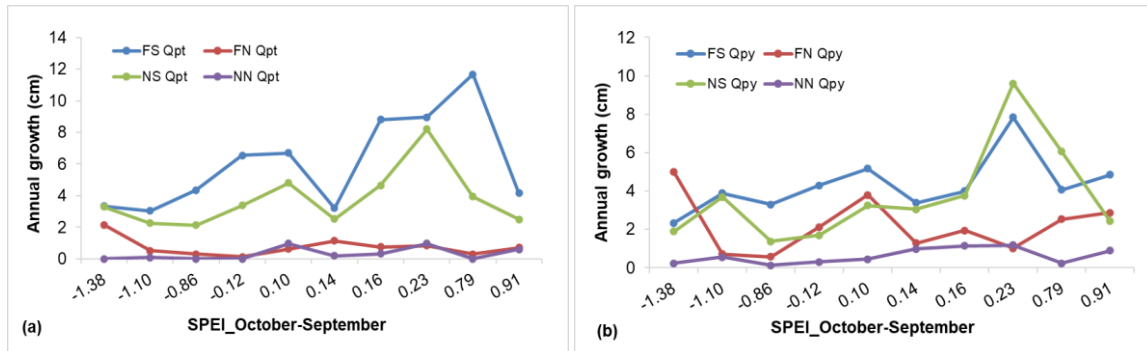 14
12
10
8
6
4
2
0
Annual growth (cm)
FS Qpt FN Qpt
NS Qpt NN Qpt
-1.38 -1.10 -0.86 -0.12 0.10 0.14 0.16 0.23 0.79 0.91
(a) SPEI_October-September
12
10
8
6
4
2
0
Annual growth (cm)
FS Qpy FN Qpy
NS Qpy NN Qpy
-1.38 -1.10 -0.86 -0.12 0.10 0.14 0.16 0.23 0.79 0.91
(b) SPEI_October-September